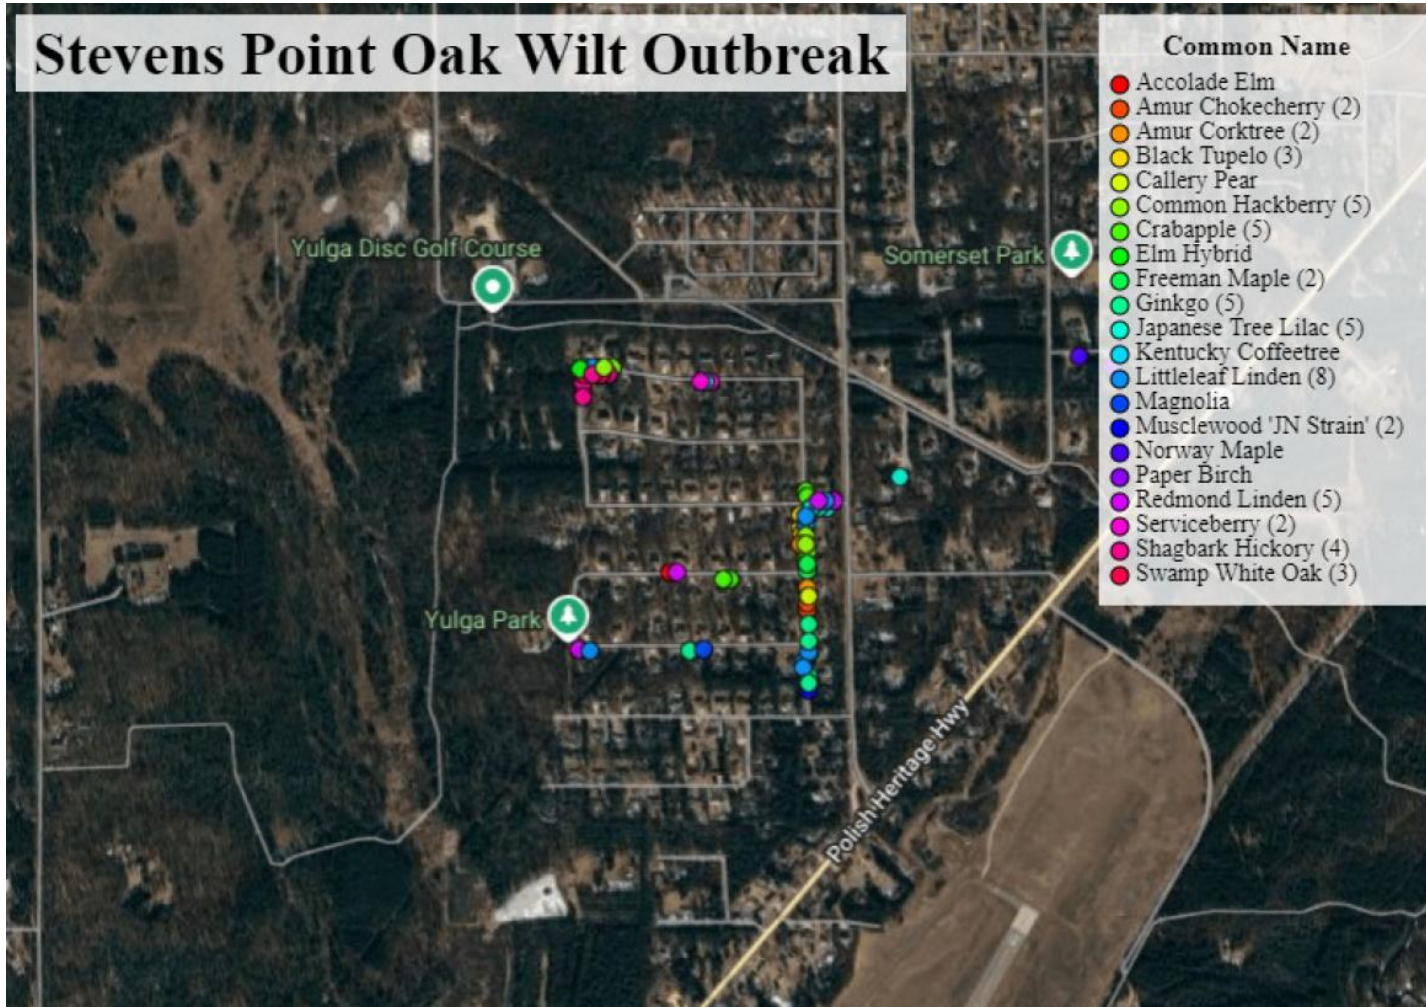 Stevens Point Oak Wilt Outbreak
Common Name
Accolade Elm
Amur Chokecherry (2)
Amur Corktree (2)
Black Tupelo (3)
Callery Pear
Common Hackberry (5)
Crabapple (5)
Elm Hybrid
Freeman Maple (2)
Ginkgo (5)
Japanese Tree Lilac (5)
Kentucky Coffeetree
Littleleaf Linden (8)
Magnolia
Musclewood 'JN Strain' (2)
Norway Maple
Paper Birch
Redmond Linden (5)
Serviceberry (2)
Shagbark Hickory (4)
Swamp White Oak (3)
Yulga Disc Golf Course
Somerset Park
Yulga Park
Polish Heritage Hwy